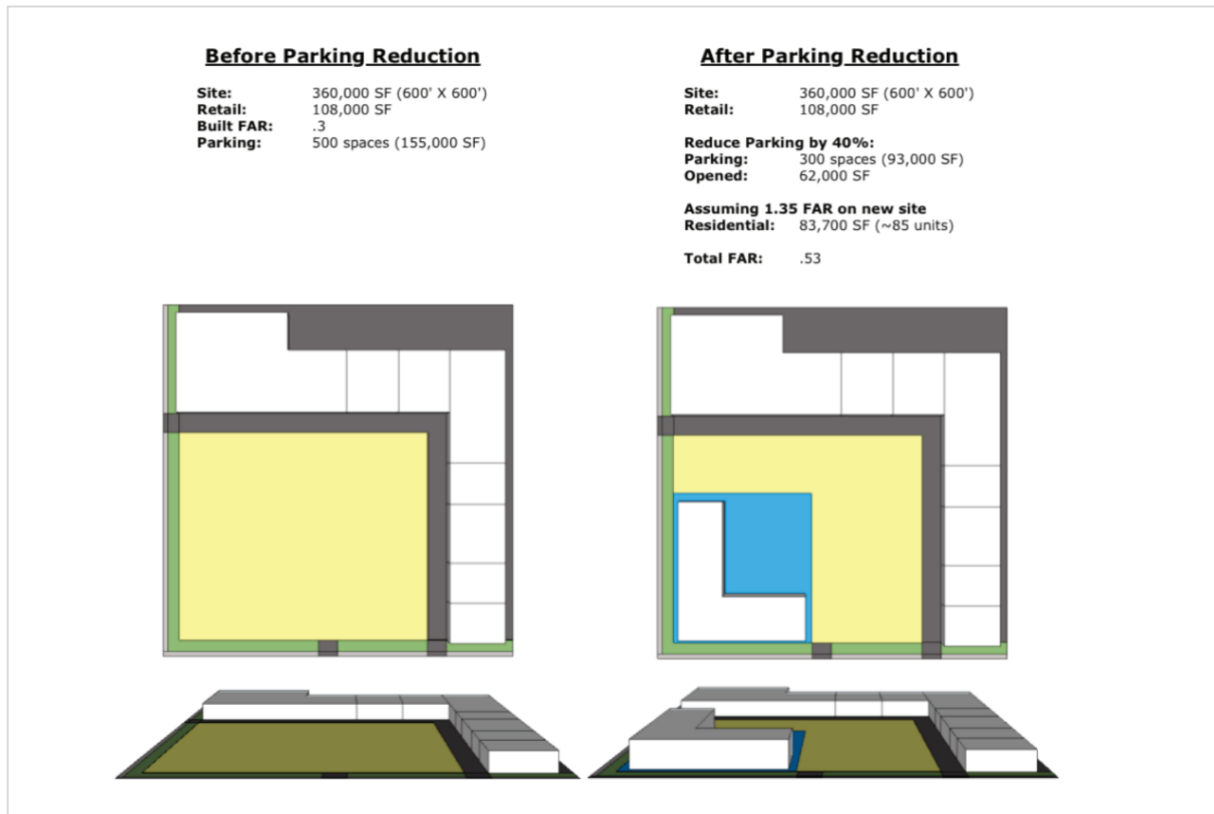 Before Parking Reduction
Site: 360,000 SF (600' X 600')
Retail: 108,000 SF
Built FAR: .3
Parking: 500 spaces (155,000 SF)
After Parking Reduction
Site: 360,000 SF (600' X 600')
Retail: 108,000 SF
Reduce Parking by 40%:
Parking: 300 spaces (93,000 SF)
Opened: 62,000 SF
Assuming 1.35 FAR on new site
Residential: 83,700 SF (~85 units)
Total FAR: .53